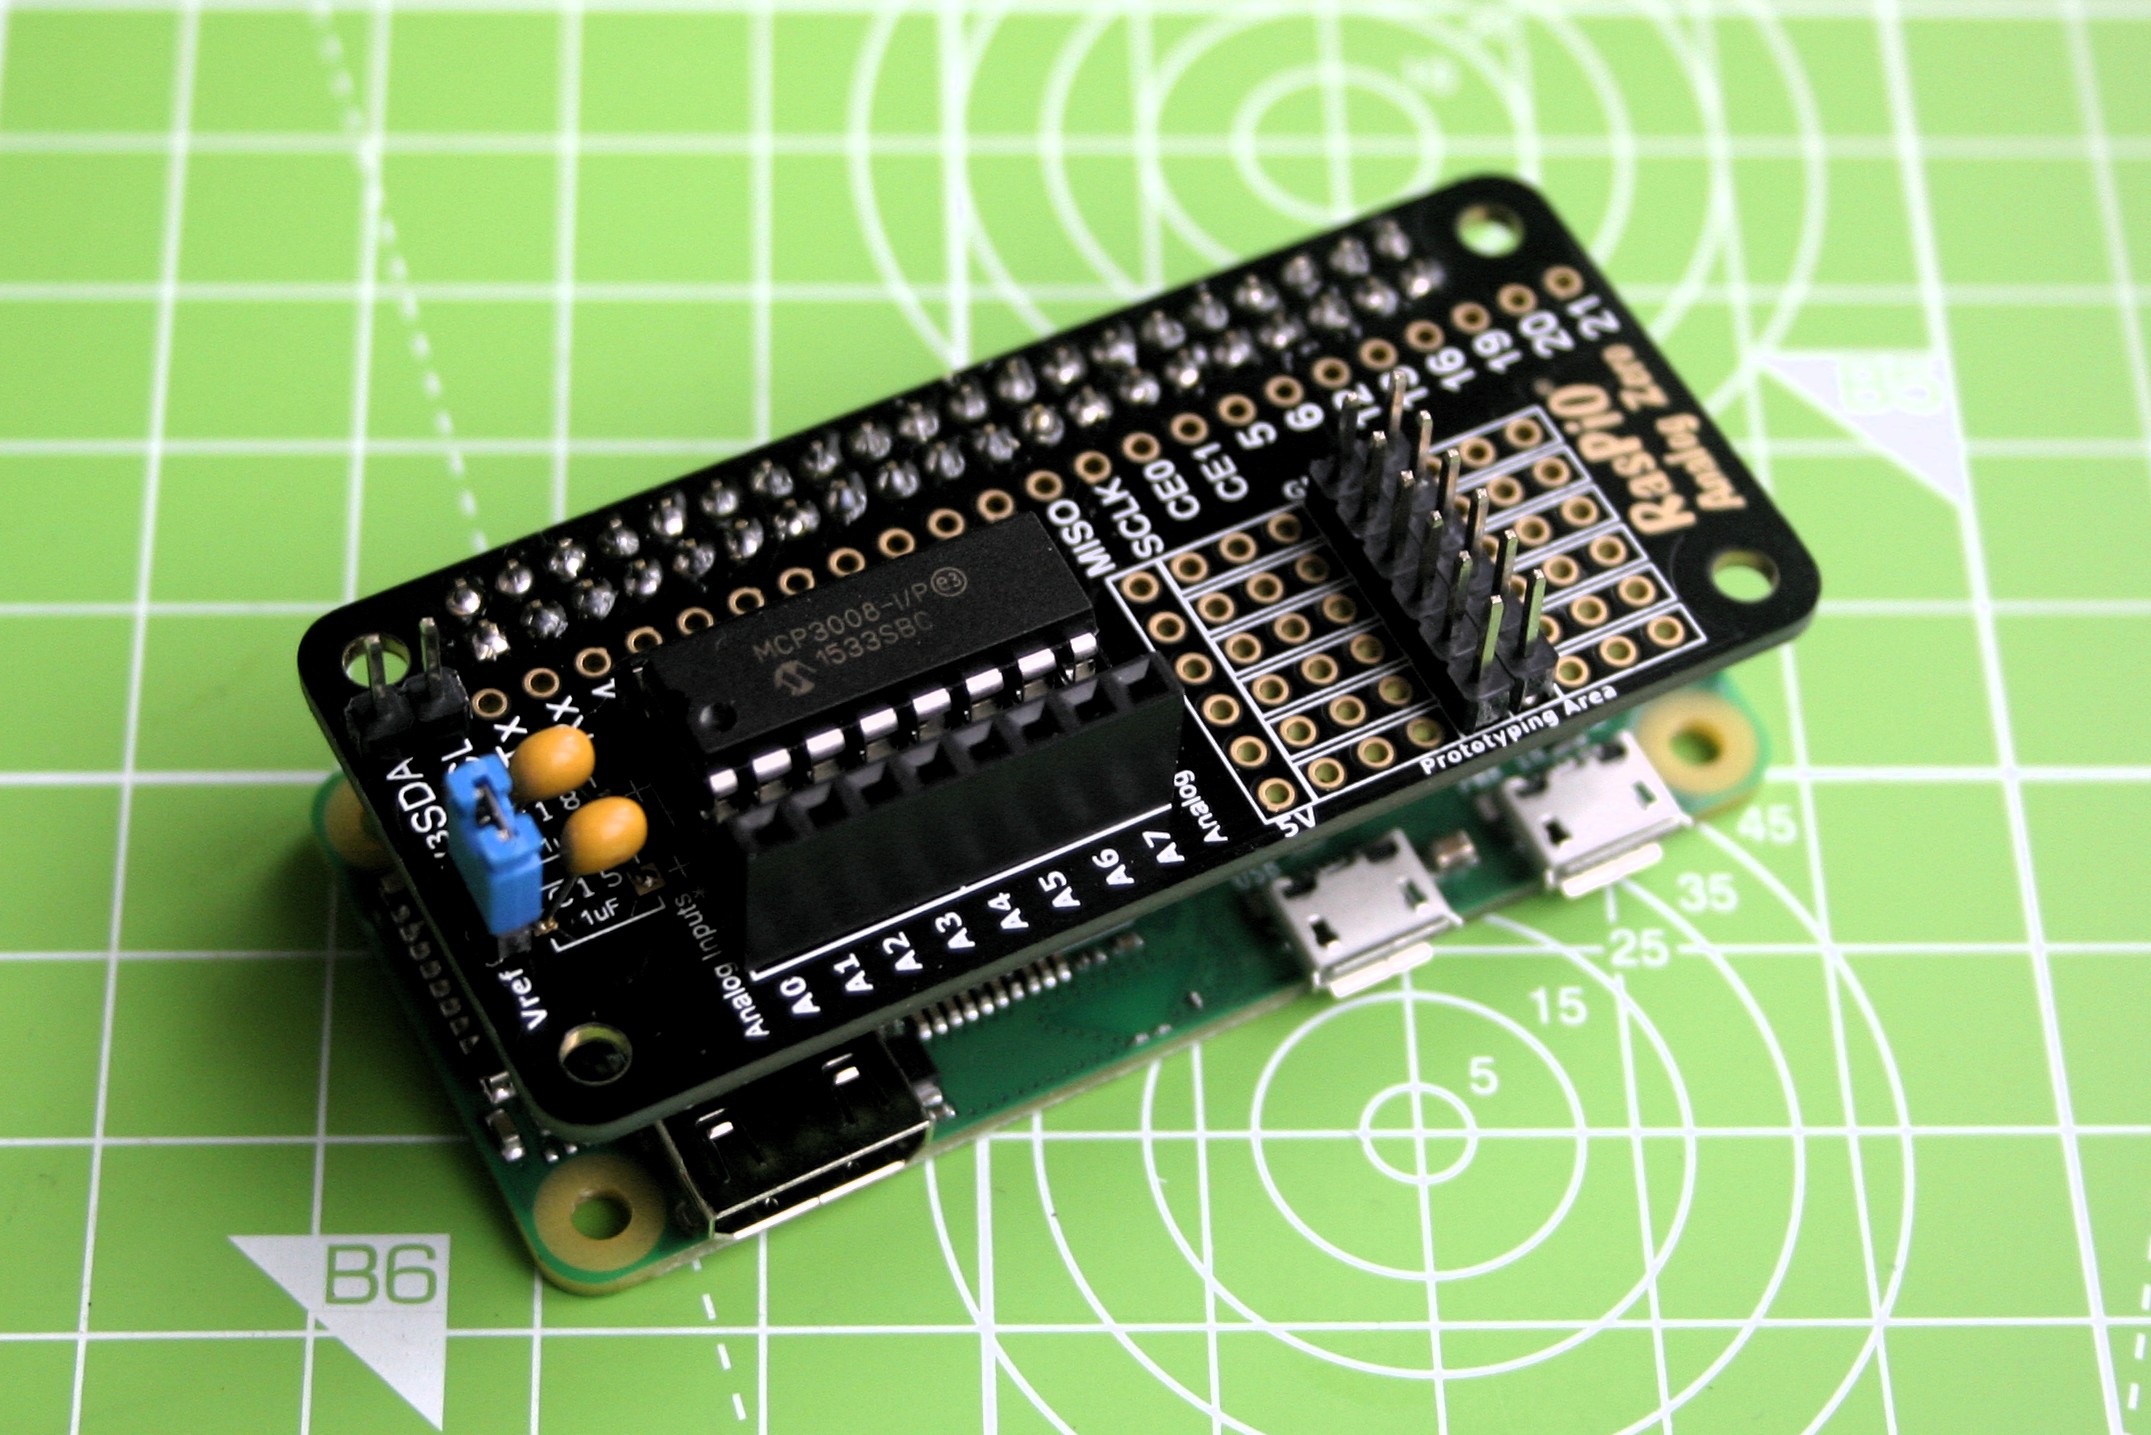 21
20
19
16
12
6
5
CE1
CE0
SCLK
MISO
RasPiO
Analog Zero
Prototyping Area
MCP3008-I/P e3
1533SBC
SDA
Vref
1uF
Analog Inputs
A0
A1
A2
A3
A4
A5
A6
A7
Analog
USB
45
35
25
15
5
B6